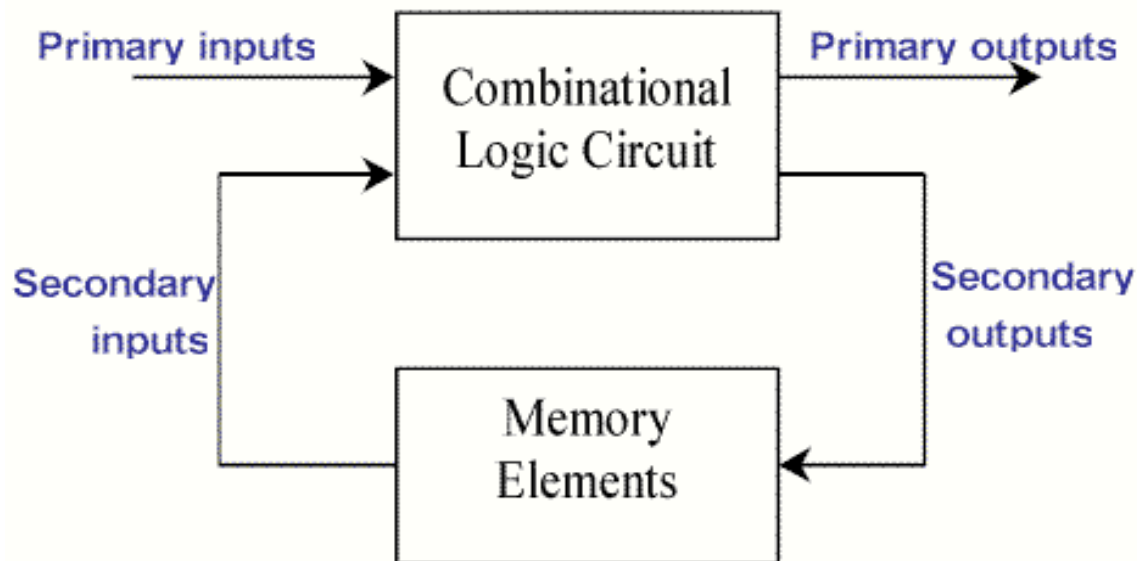 Primary inputs
Primary outputs
Combinational
Logic Circuit
Secondary
inputs
Secondary
outputs
Memory
Elements